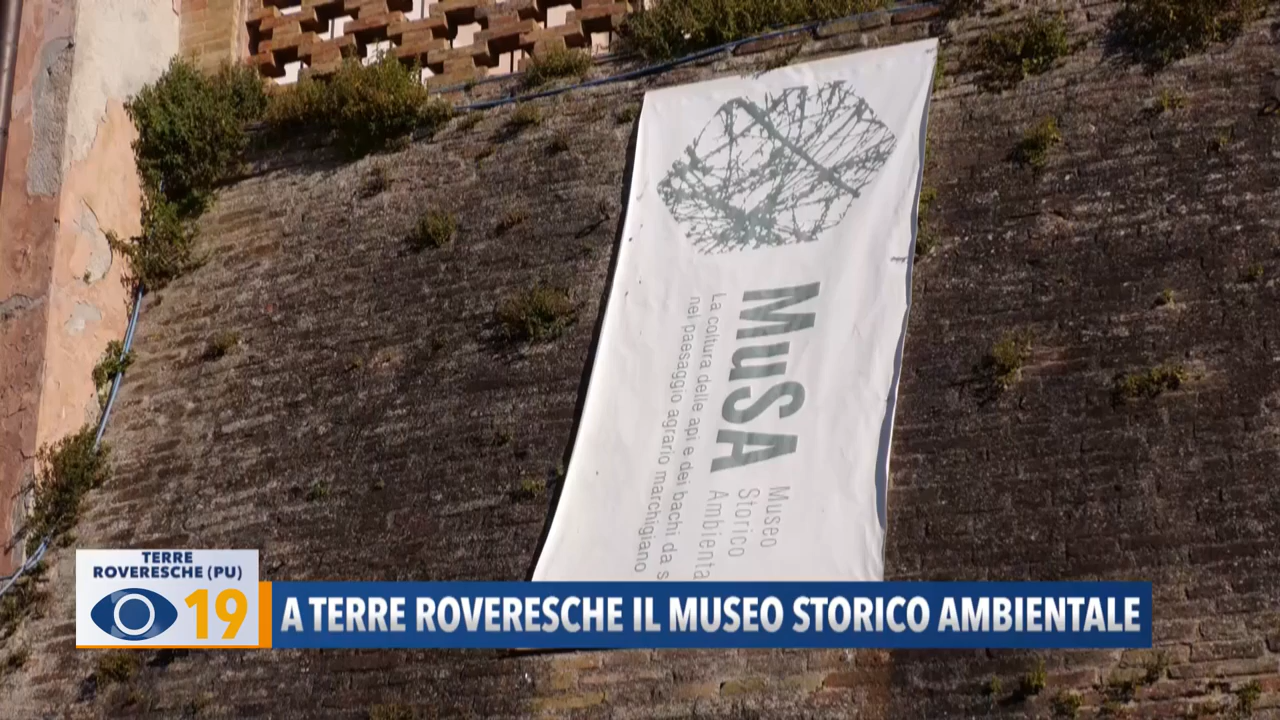 MuSA
Museo
Storico
La coltura delle api e dei bachi da
nel paesaggio agrario marchigiano
TERRE
ROVERESCHE (PU)
19
A TERRE ROVERESCHE IL MUSEO STORICO AMBIENTALE